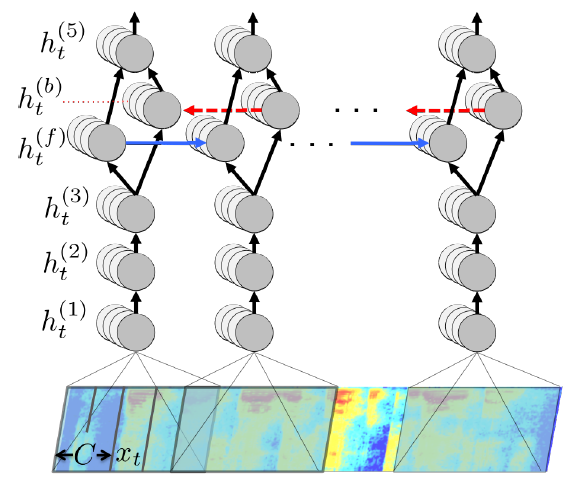 h_t^{(5)}
h_t^{(b)}
h_t^{(f)}
h_t^{(3)}
h_t^{(2)}
h_t^{(1)}
C x_t